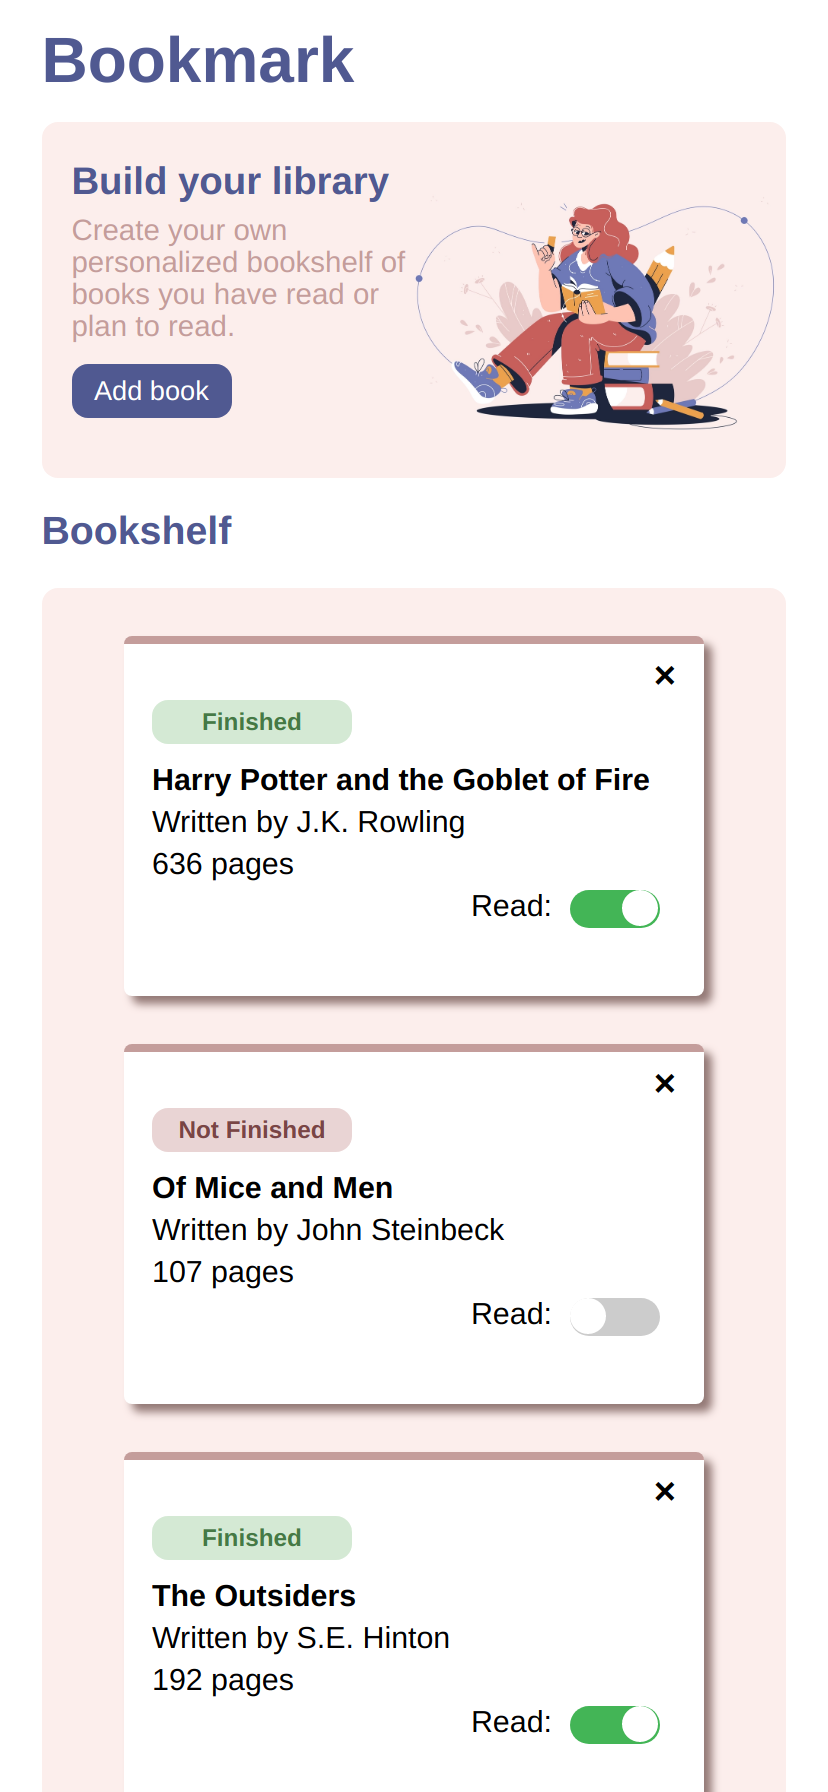 Bookmark
Build your library
Create your own
personalized bookshelf of
books you have read or
plan to read.
Add book
Bookshelf
×
Finished
Harry Potter and the Goblet of Fire
Written by J.K. Rowling
636 pages
Read:
×
Not Finished
Of Mice and Men
Written by John Steinbeck
107 pages
Read:
×
Finished
The Outsiders
Written by S.E. Hinton
192 pages
Read: